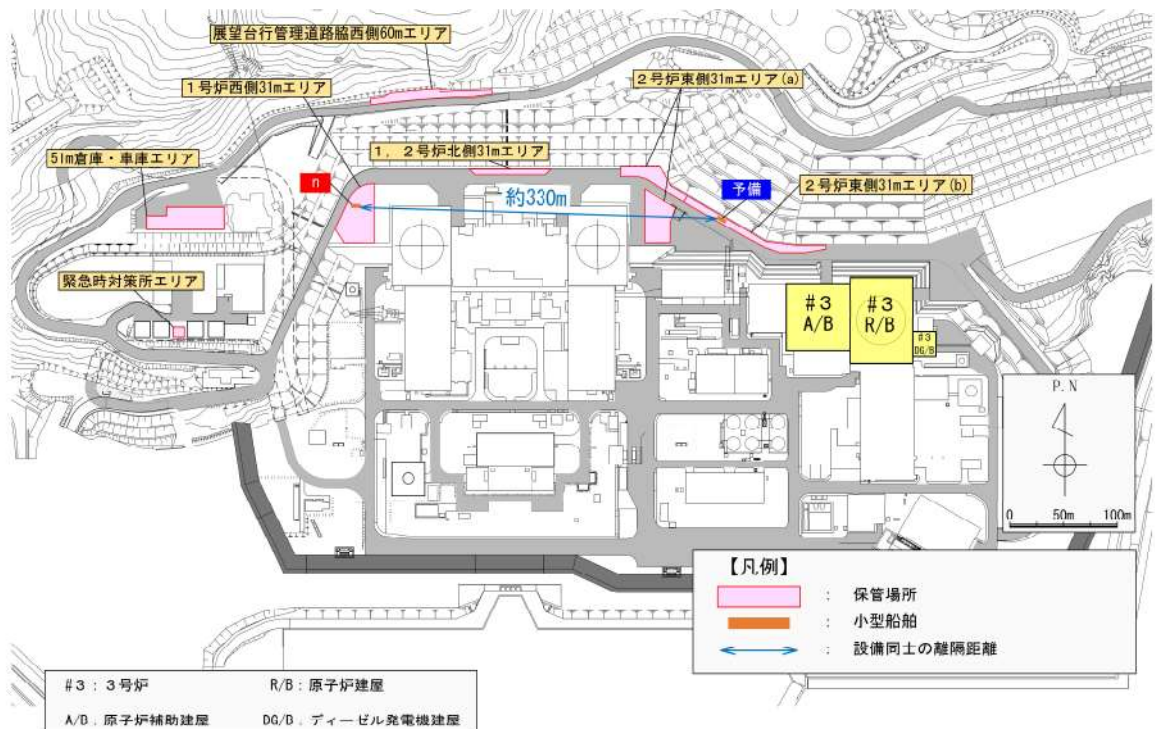 展望台行管理道路脇西側60mエリア
1号炉西側31mエリア
2号炉東側31mエリア(a)
51m倉庫・車庫エリア
1，2号炉北側31mエリア
n
約330m
予備
2号炉東側31mエリア(b)
緊急時対策所エリア
#3
A/B
#3
R/B
#3
DG/B
P.N
0 50m 100m
【凡例】
： 保管場所
： 小型船舶
： 設備同士の離隔距離
#3：3号炉 R/B：原子炉建屋
A/B．原子炉補助建屋 DG/B．ディーゼル発電機建屋